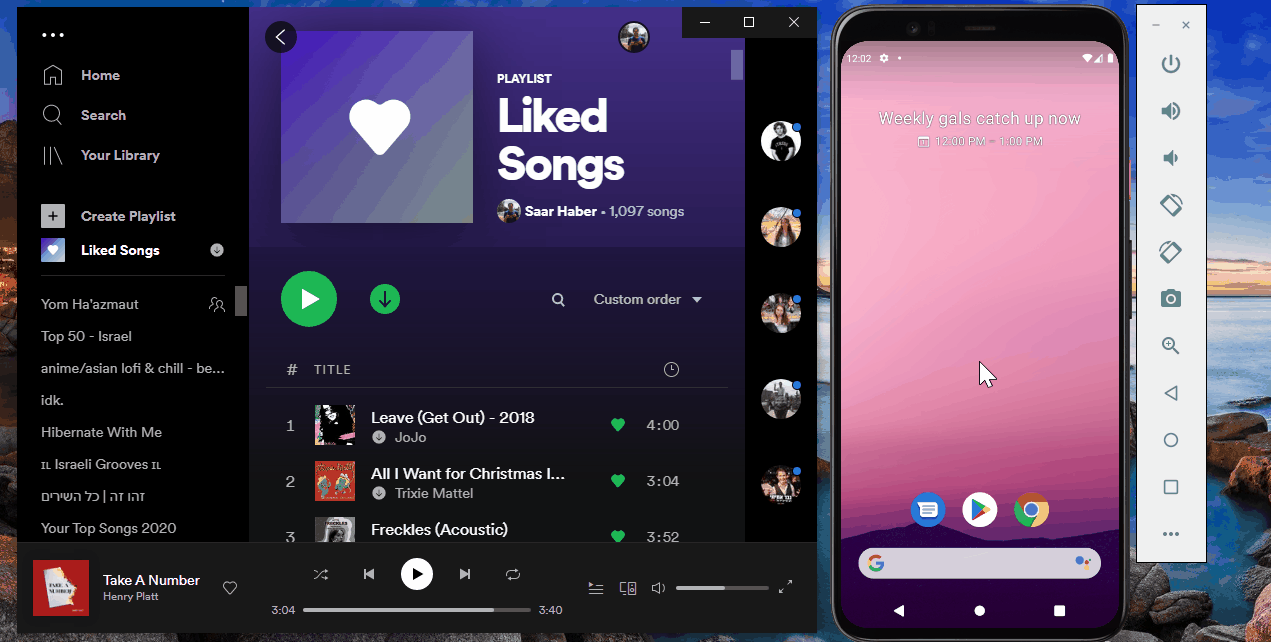 Home
Search
Your Library
Create Playlist
Liked Songs
Yom Ha'azmaut
Top 50 - Israel
anime/asian lofi & chill - be...
idk.
Hibernate With Me
IL Israeli Grooves IL
זהו זה | כל השירים
Your Top Songs 2020
PLAYLIST
Liked
Songs
Saar Haber • 1,097 songs
Custom order
# TITLE
1 Leave (Get Out) - 2018 4:00
JoJo
2 All I Want for Christmas I... 3:04
Trixie Mattel
3 Freckles (Acoustic) 3:52
Take A Number
Henry Platt
3:04 3:40
12:02
Weekly gals catch up now
12:00 PM – 1:00 PM